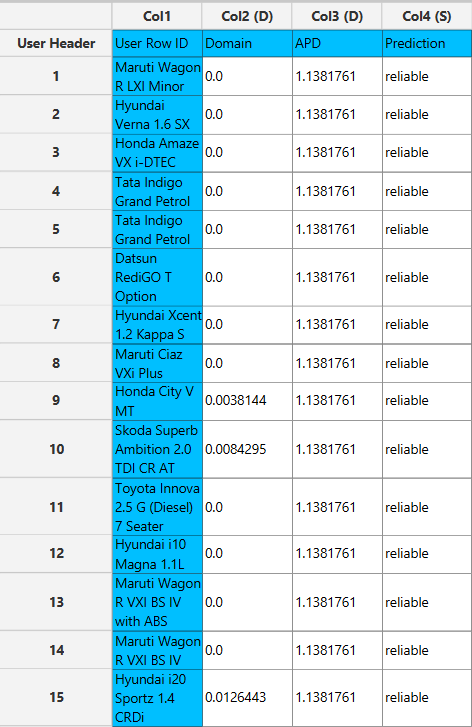 Col1 Col2 (D) Col3 (D) Col4 (S)
User Header User Row ID Domain APD Prediction
1 Maruti Wagon R LXI Minor 0.0 1.1381761 reliable
2 Hyundai Verna 1.6 SX 0.0 1.1381761 reliable
3 Honda Amaze VX i-DTEC 0.0 1.1381761 reliable
4 Tata Indigo Grand Petrol 0.0 1.1381761 reliable
5 Tata Indigo Grand Petrol 0.0 1.1381761 reliable
6 Datsun RediGO T Option 0.0 1.1381761 reliable
7 Hyundai Xcent 1.2 Kappa S 0.0 1.1381761 reliable
8 Maruti Ciaz VXi Plus 0.0 1.1381761 reliable
9 Honda City V MT 0.0038144 1.1381761 reliable
10 Skoda Superb Ambition 2.0 TDI CR AT 0.0084295 1.1381761 reliable
11 Toyota Innova 2.5 G (Diesel) 7 Seater 0.0 1.1381761 reliable
12 Hyundai i10 Magna 1.1L 0.0 1.1381761 reliable
13 Maruti Wagon R VXI BS IV with ABS 0.0 1.1381761 reliable
14 Maruti Wagon R VXI BS IV 0.0 1.1381761 reliable
15 Hyundai i20 Sportz 1.4 CRDi 0.0126443 1.1381761 reliable